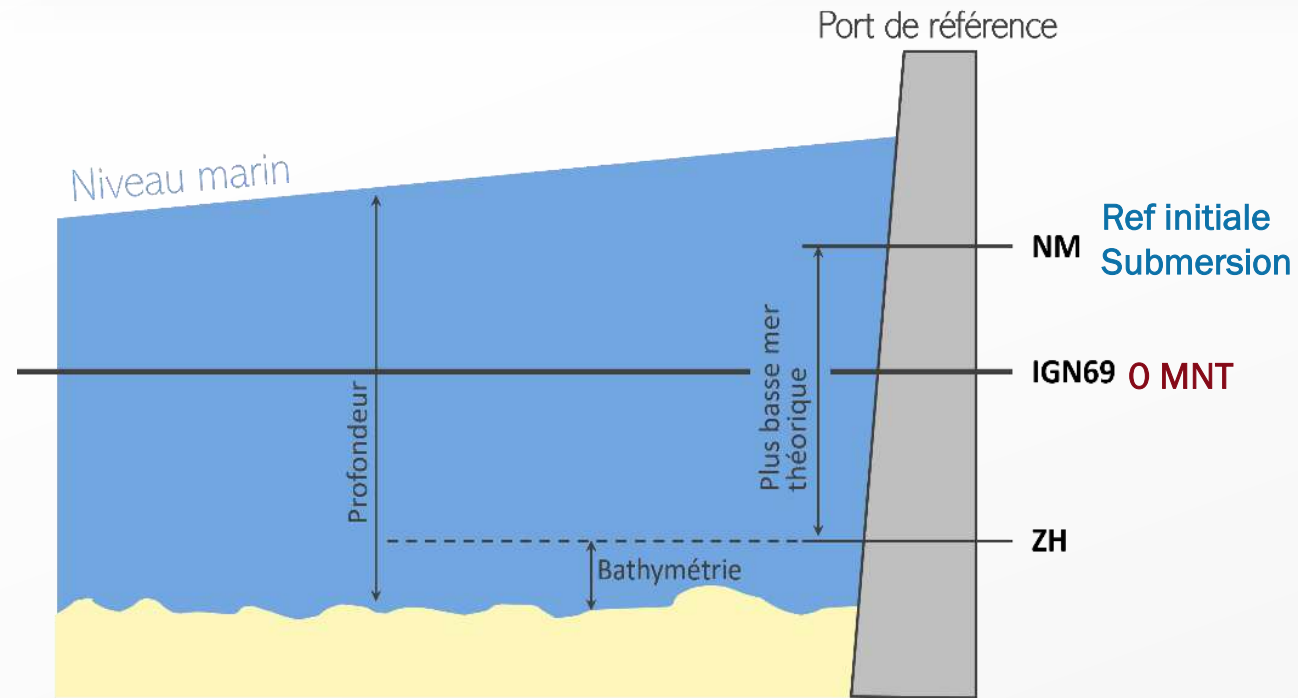 Port de référence
Niveau marin
NM
Ref initiale
Submersion
Plus basse mer
théorique
IGN69
0 MNT
Profondeur
ZH
Bathymétrie